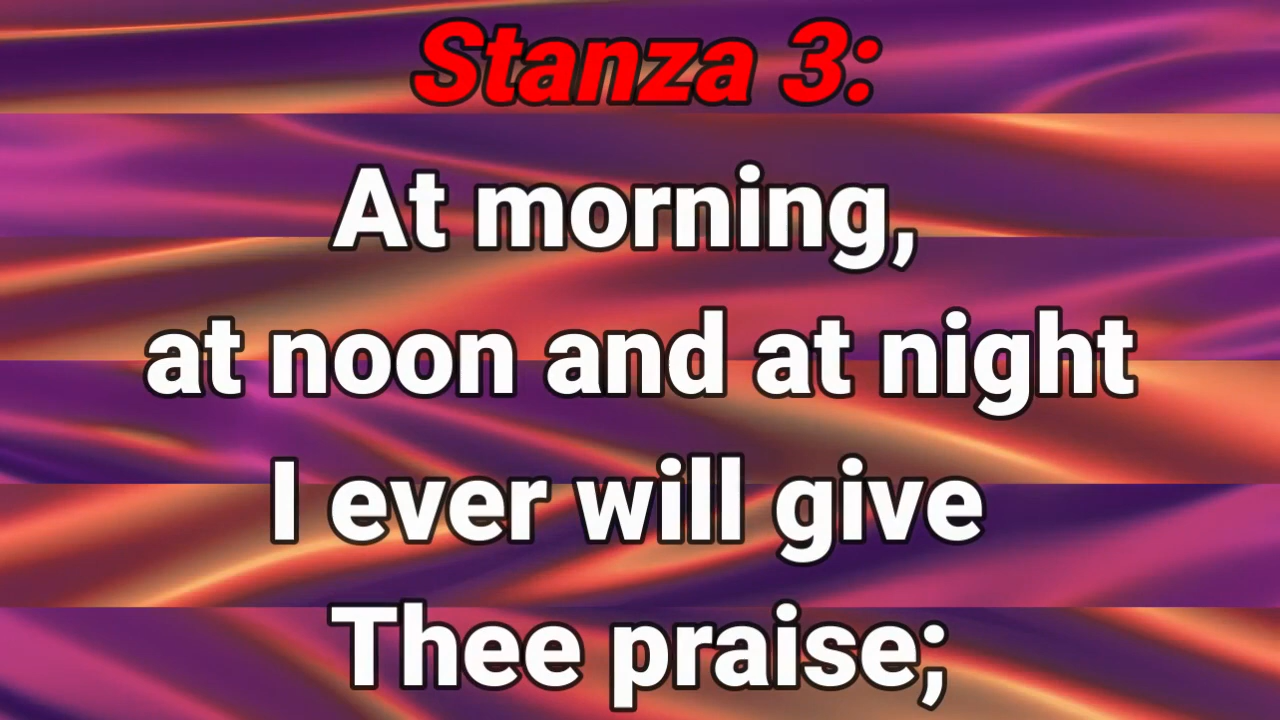 Stanza 3:
At morning,
at noon and at night
I ever will give
Thee praise;